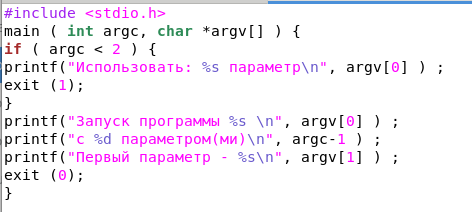 #include <stdio.h>
main ( int argc, char *argv[] ) {
if ( argc < 2 ) {
printf("Использовать: %s параметр\n", argv[0] ) ;
exit (1);
}
printf("Запуск программы %s \n", argv[0] ) ;
printf("с %d параметром(ми)\n", argc-1 ) ;
printf("Первый параметр - %s\n", argv[1] ) ;
exit (0);
}